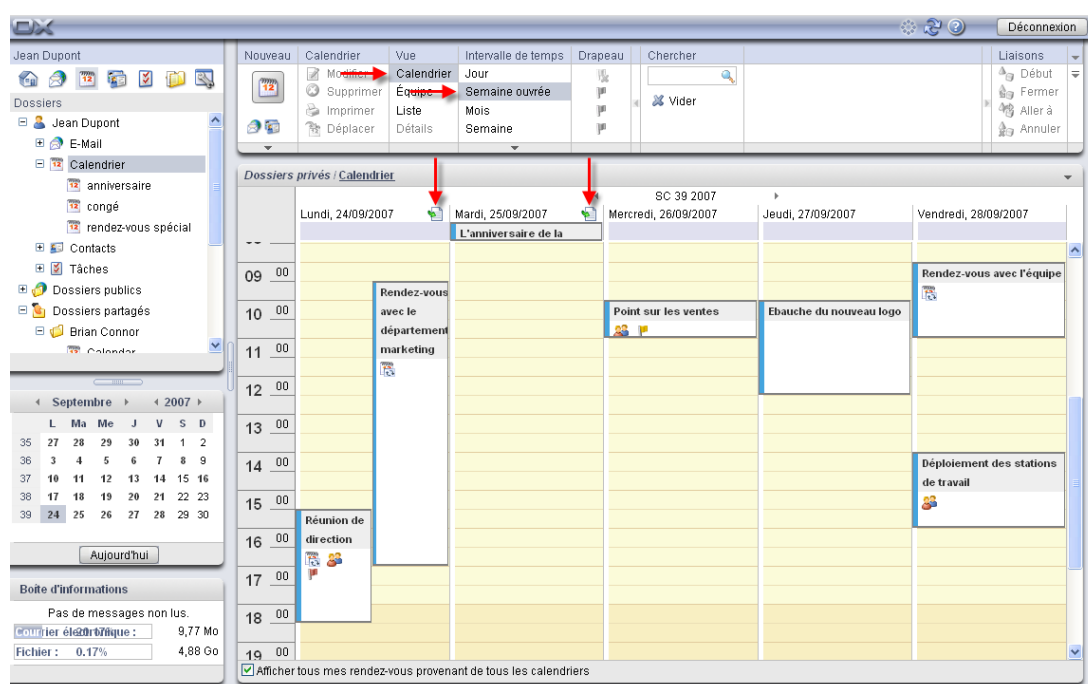 OX
Déconnexion
Jean Dupont
Dossiers
Jean Dupont
E-Mail
Calendrier
anniversaire
congé
rendez-vous spécial
Contacts
Tâches
Dossiers publics
Dossiers partagés
Brian Connor
Calendar
Septembre 2007
L Ma Me J V S D
35 27 28 29 30 31 1 2
36 3 4 5 6 7 8 9
37 10 11 12 13 14 15 16
38 17 18 19 20 21 22 23
39 24 25 26 27 28 29 30
Aujourd'hui
Boite d'informations
Pas de messages non lus.
Courrier électronique : 9,77 Mo
Fichier : 0.17% 4,88 Go
Nouveau Calendrier Vue Intervalle de temps Drapeau Chercher Liaisons
Modifier Calendrier Jour Début
Supprimer Équipe Semaine ouvrée Fermer
Imprimer Liste Mois Vider Aller à
Déplacer Détails Semaine Annuler
Dossiers privés / Calendrier
SC 39 2007
Lundi, 24/09/2007 Mardi, 25/09/2007 Mercredi, 26/09/2007 Jeudi, 27/09/2007 Vendredi, 28/09/2007
L'anniversaire de la
09 00
10 00
11 00
12 00
13 00
14 00
15 00
16 00
17 00
18 00
19 00
Réunion de
direction
Rendez-vous
avec le
département
marketing
Point sur les ventes
Ebauche du nouveau logo
Rendez-vous avec l'équipe
Déploiement des stations
de travail
Afficher tous mes rendez-vous provenant de tous les calendriers